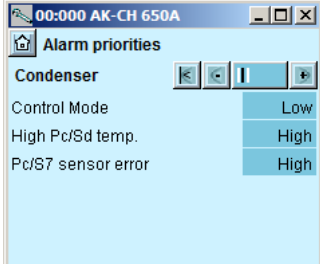 00:000 AK-CH 650A
Alarm priorities
Condenser
Control Mode Low
High Pc/Sd temp. High
Pc/S7 sensor error High